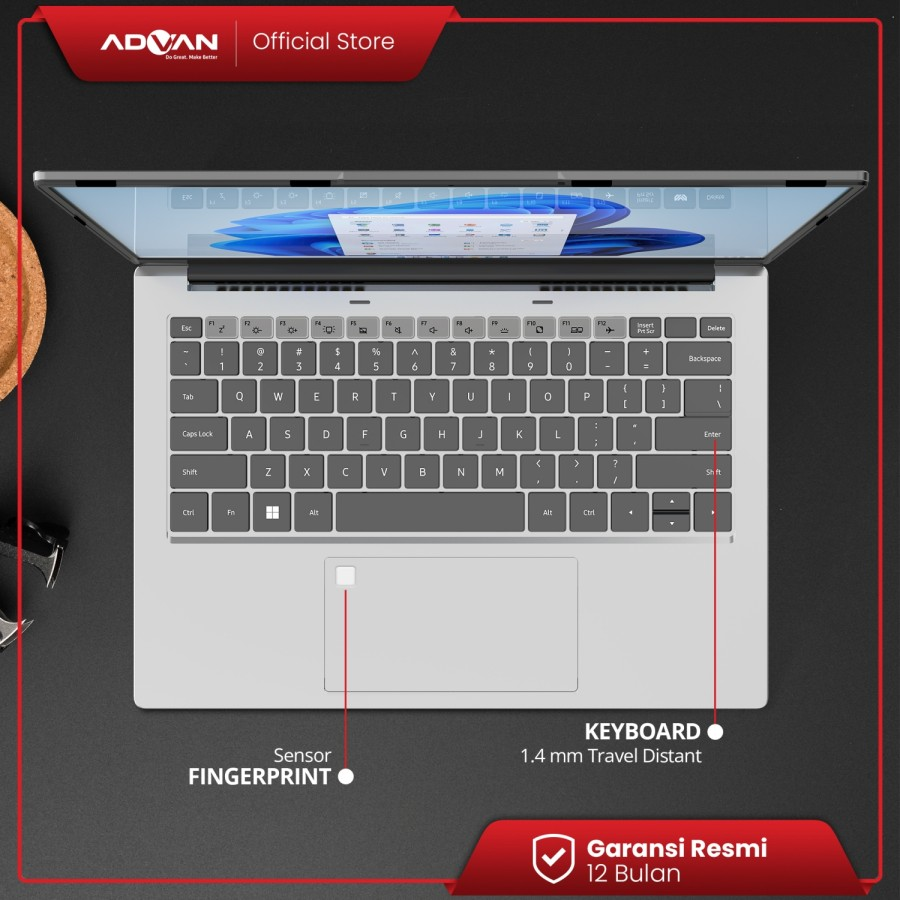 ADVAN
Do Great. Make Better
Official Store
Esc F1 F2 F3 F4 F5 F6 F7 F8 F9 F10 F11 F12 Insert Delete
Prt Scr
~ ! @ # $ % ^ & * ( ) _ + Backspace
` 1 2 3 4 5 6 7 8 9 0 - =
Tab Q W E R T Y U I O P { } |
[ ] \
Caps Lock A S D F G H J K L : " Enter
; '
Shift Z X C V B N M < > ? Shift
, . /
Ctrl Fn Alt Alt Ctrl
KEYBOARD
1.4 mm Travel Distant
Sensor
FINGERPRINT
Garansi Resmi
12 Bulan